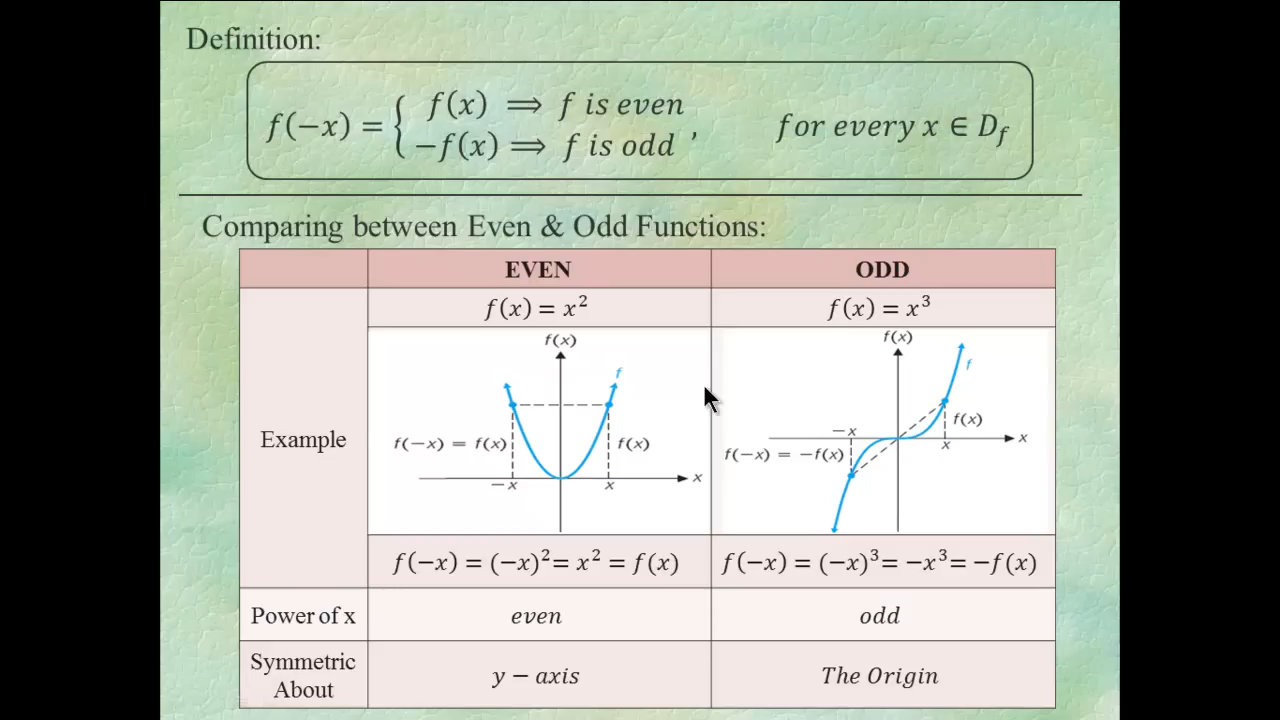 Definition:
f(−x) = { f(x) ⟹ f is even
−f(x) ⟹ f is odd , for every x ∈ D_f
Comparing between Even & Odd Functions:
EVEN ODD
Example
f(x) = x² f(x) = x³
f(x)
f
f(−x) = f(x)
f(x)
x
−x
x
f(x)
f
−x
f(x)
x
x
f(−x) = −f(x)
f(−x) = (−x)² = x² = f(x) f(−x) = (−x)³ = −x³ = −f(x)
Power of x even odd
Symmetric
About
y − axis The Origin